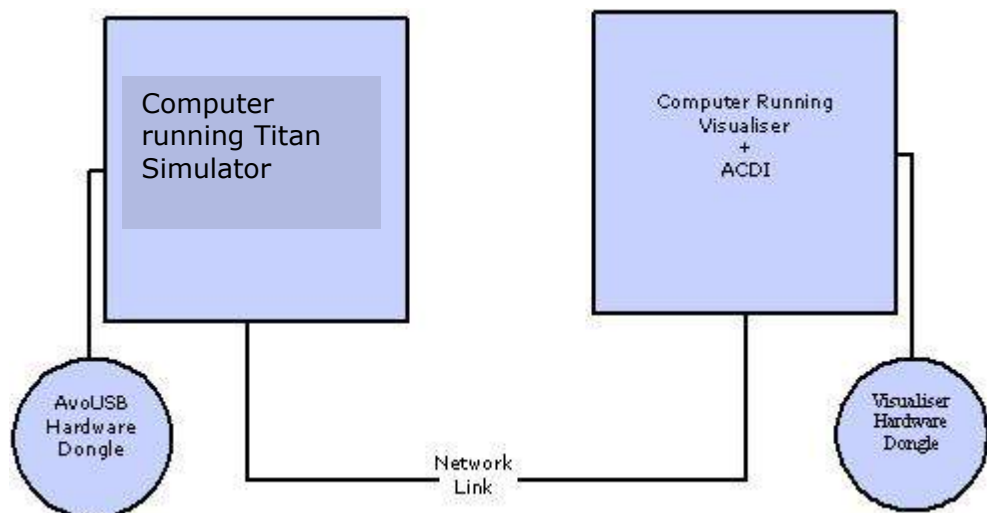 Computer
running Titan
Simulator
Computer Running
Visualiser
+
ACDI
AvoUSB
Hardware
Dongle
Visualiser
Hardware
Dongle
Network
Link